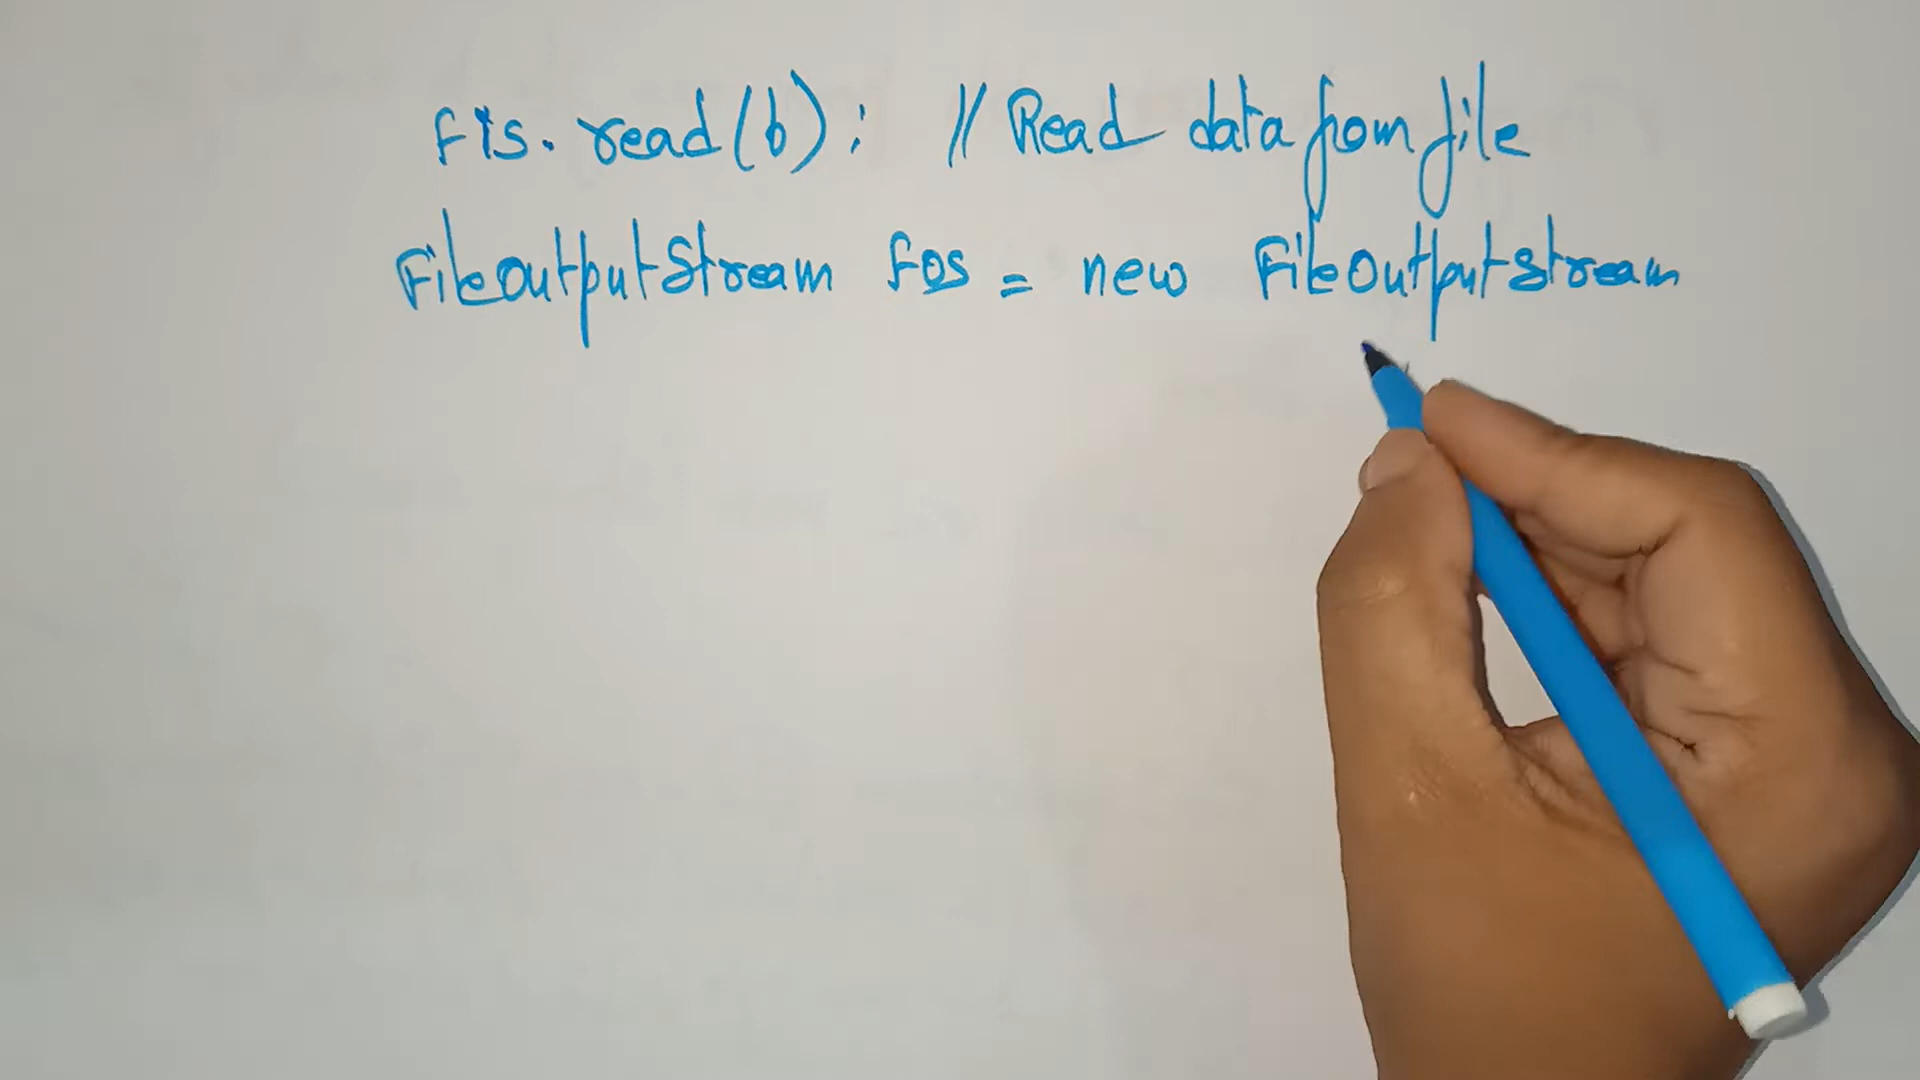 fis. read(b); // Read data from file
FileOutputStream fos = new FileOutputStream